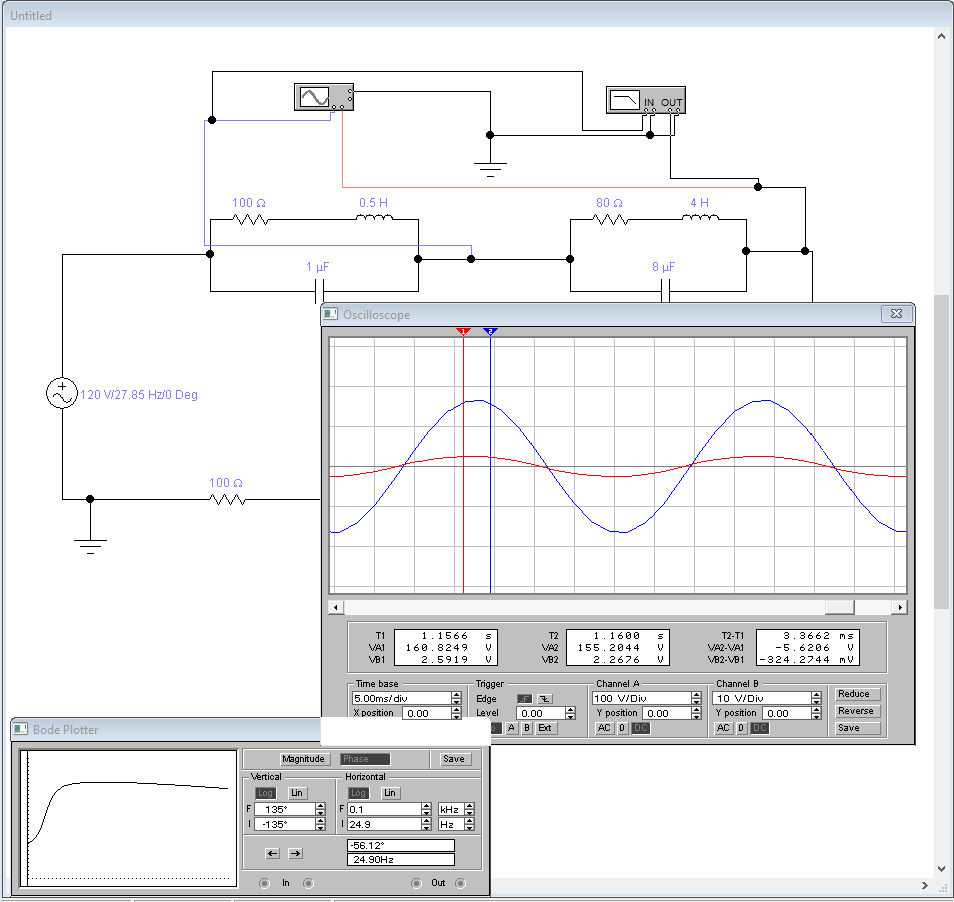 Untitled
IN OUT
100 Ω
0.5 H
80 Ω
4 H
1 µF
8 µF
120 V/27.85 Hz/0 Deg
100 Ω
Oscilloscope
1 2
T1 1.1566 s
VA1 160.8249 V
VB1 2.5919 V
T2 1.1600 s
VA2 155.2044 V
VB2 2.2676 V
T2-T1 3.3662 ms
VA2-VA1 -5.6206 V
VB2-VB1 -324.2744 mV
Time base
5.00ms/div
X position 0.00
Trigger
Edge
Level 0.00
A B Ext
Channel A
100 V/Div
Y position 0.00
AC 0 DC
Channel B
10 V/Div
Y position 0.00
AC 0 DC
Reduce
Reverse
Save
Bode Plotter
Magnitude Phase Save
Vertical
Log Lin
F 135°
I -135°
Horizontal
Log Lin
F 0.1 kHz
I 24.9 Hz
-56.12°
24.90Hz
In Out